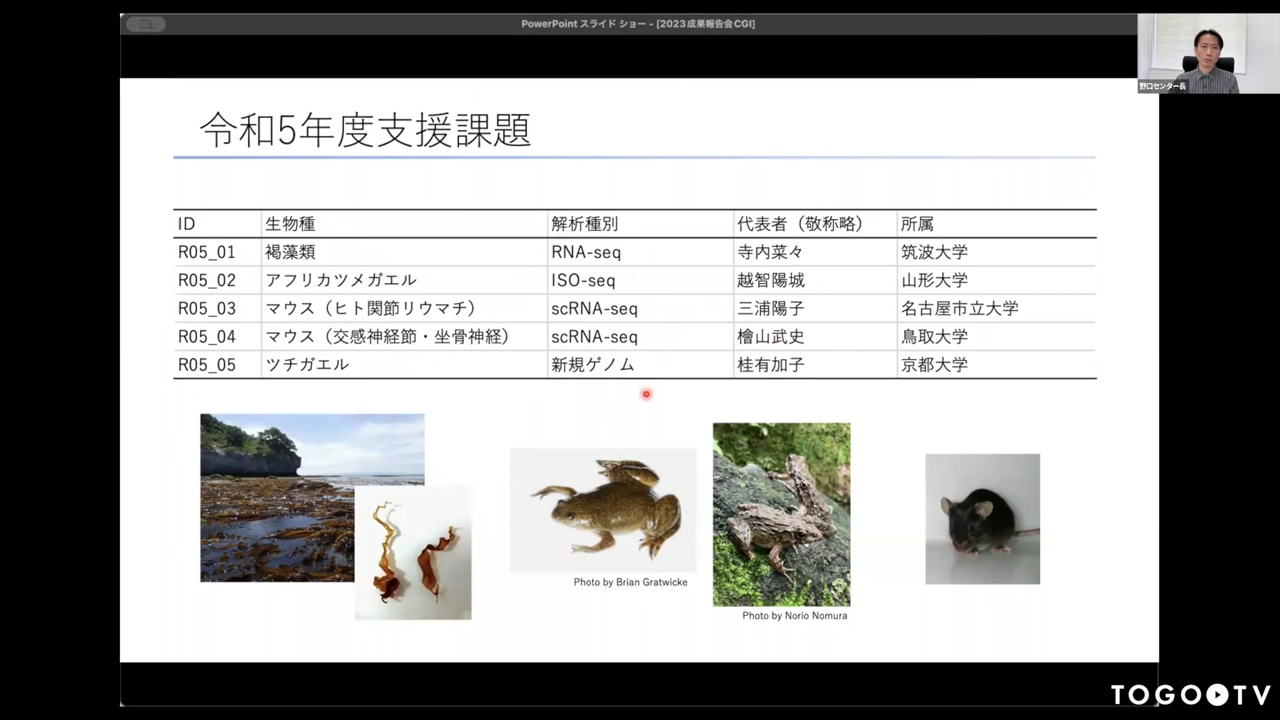 PowerPoint スライド ショー - [2023成果報告会CGI]
野口センター長
令和5年度支援課題
ID 生物種 解析種別 代表者（敬称略） 所属
R05_01 褐藻類 RNA-seq 寺内菜々 筑波大学
R05_02 アフリカツメガエル ISO-seq 越智陽城 山形大学
R05_03 マウス（ヒト関節リウマチ） scRNA-seq 三浦陽子 名古屋市立大学
R05_04 マウス（交感神経節・坐骨神経） scRNA-seq 檜山武史 鳥取大学
R05_05 ツチガエル 新規ゲノム 桂有加子 京都大学
Photo by Brian Gratwicke
Photo by Norio Nomura
TOGO TV